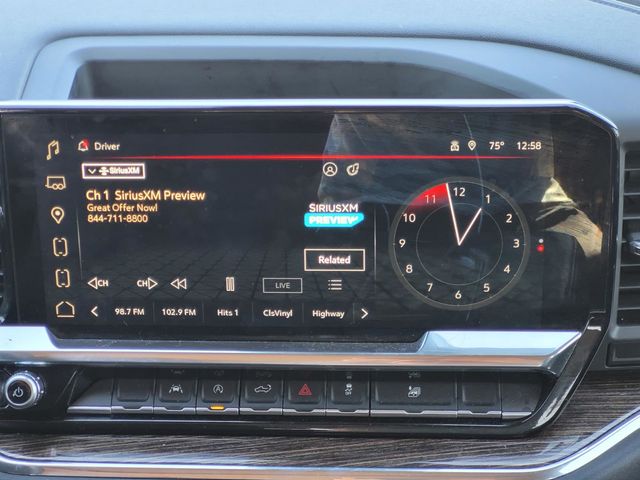 Driver
75° 12:58
SiriusXM
Ch 1 SiriusXM Preview
Great Offer Now!
844-711-8800
SIRIUSXM
PREVIEW
Related
CH CH LIVE
98.7 FM 102.9 FM Hits 1 ClsVinyl Highway
12
1
2
3
4
5
6
7
8
9
10
11